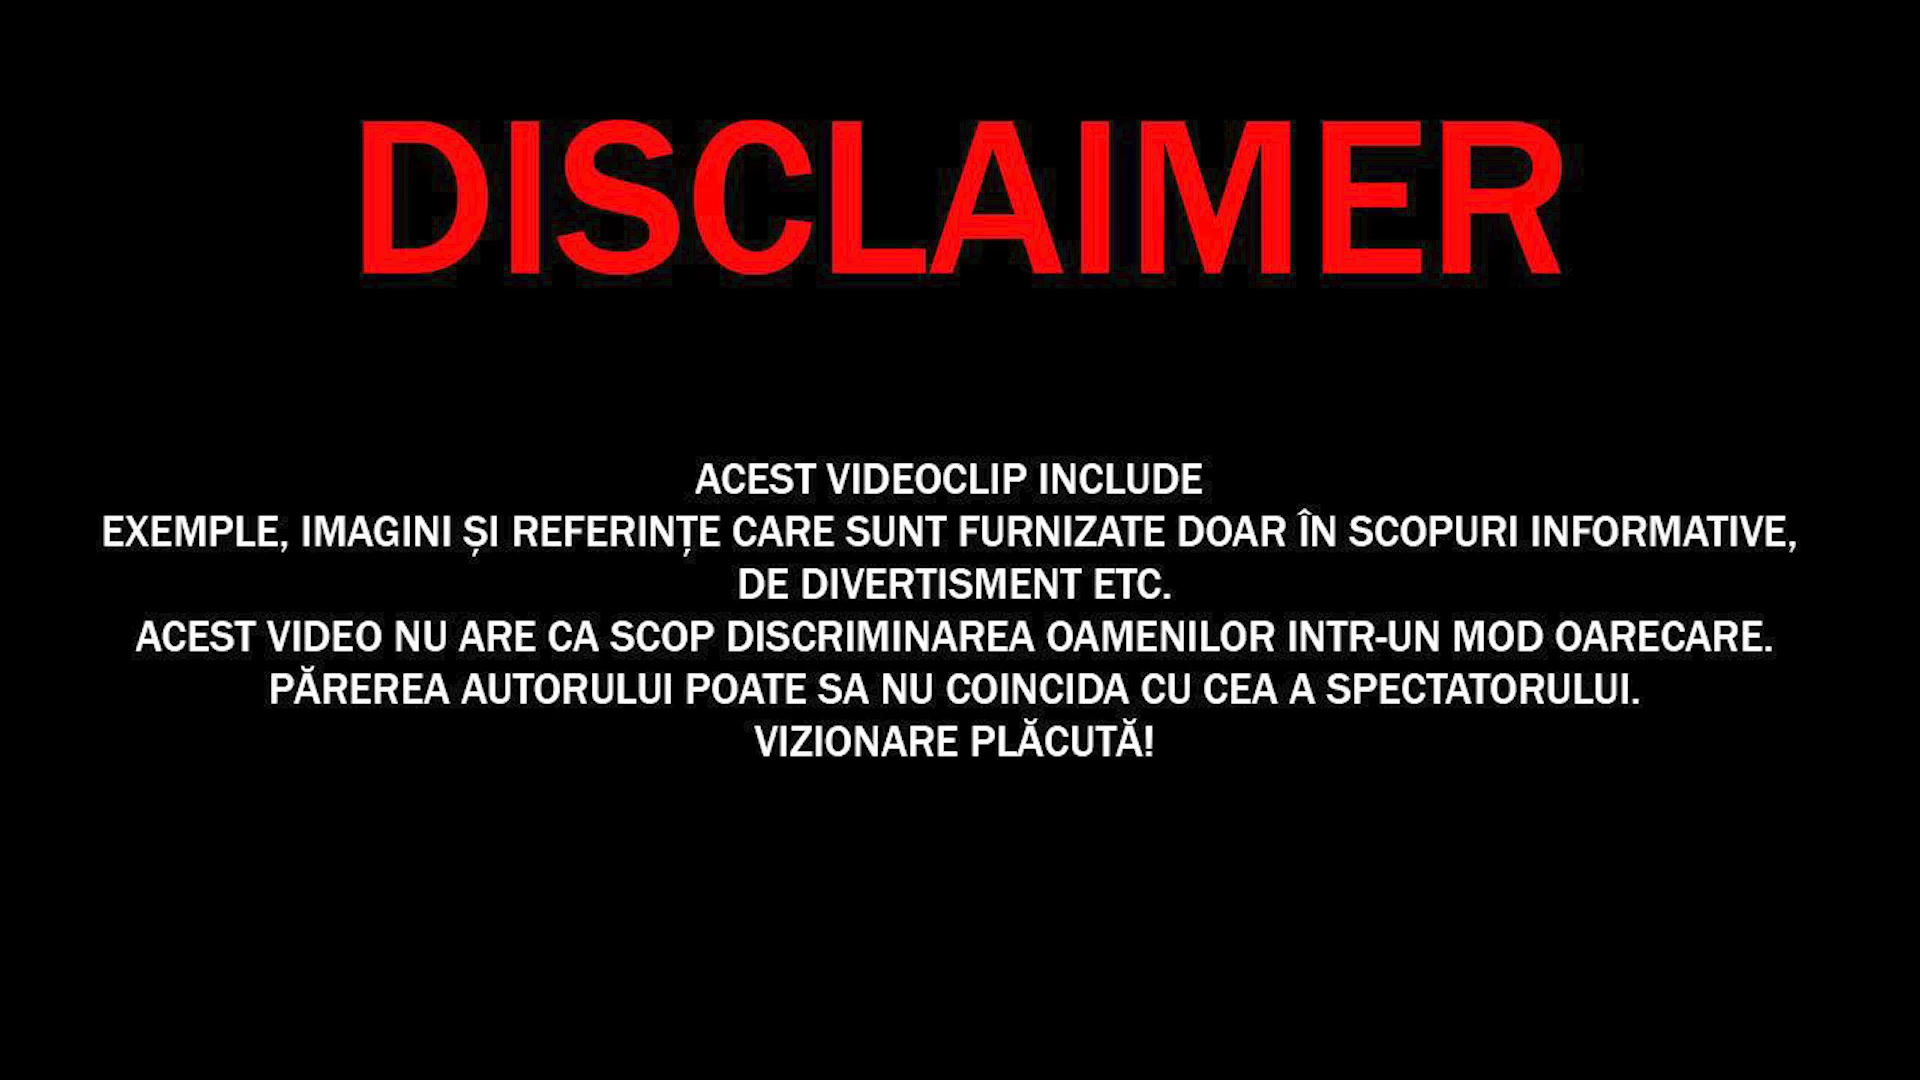 DISCLAIMER
ACEST VIDEOCLIP INCLUDE
EXEMPLE, IMAGINI ȘI REFERINȚE CARE SUNT FURNIZATE DOAR ÎN SCOPURI INFORMATIVE,
DE DIVERTISMENT ETC.
ACEST VIDEO NU ARE CA SCOP DISCRIMINAREA OAMENILOR INTR-UN MOD OARECARE.
PĂREREA AUTORULUI POATE SA NU COINCIDA CU CEA A SPECTATORULUI.
VIZIONARE PLĂCUTĂ!